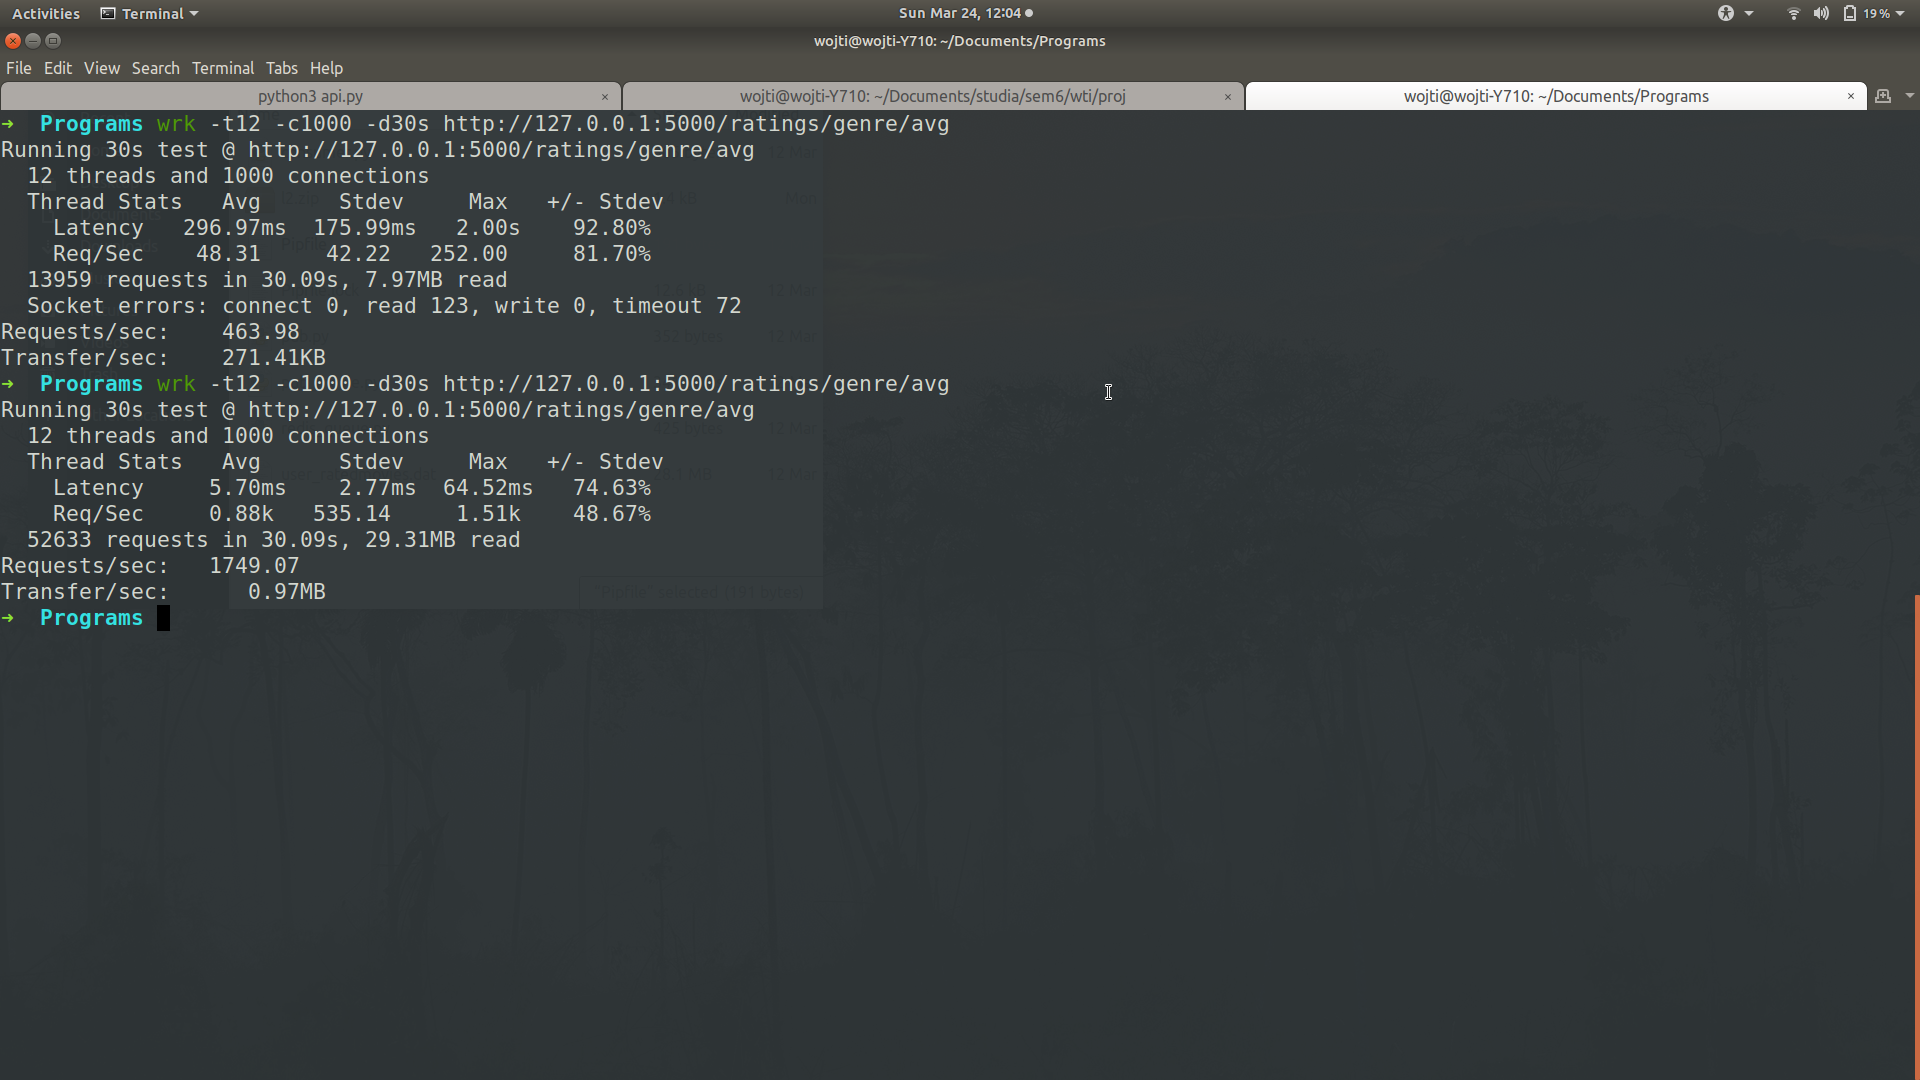 Activities Terminal Sun Mar 24, 12:04 19 %
wojti@wojti-Y710: ~/Documents/Programs
File Edit View Search Terminal Tabs Help
python3 api.py × wojti@wojti-Y710: ~/Documents/studia/sem6/wti/proj × wojti@wojti-Y710: ~/Documents/Programs ×
➜ Programs wrk -t12 -c1000 -d30s http://127.0.0.1:5000/ratings/genre/avg
Running 30s test @ http://127.0.0.1:5000/ratings/genre/avg
12 threads and 1000 connections
Thread Stats Avg Stdev Max +/- Stdev
Latency 296.97ms 175.99ms 2.00s 92.80%
Req/Sec 48.31 42.22 252.00 81.70%
13959 requests in 30.09s, 7.97MB read
Socket errors: connect 0, read 123, write 0, timeout 72
Requests/sec: 463.98
Transfer/sec: 271.41KB
➜ Programs wrk -t12 -c1000 -d30s http://127.0.0.1:5000/ratings/genre/avg
Running 30s test @ http://127.0.0.1:5000/ratings/genre/avg
12 threads and 1000 connections
Thread Stats Avg Stdev Max +/- Stdev
Latency 5.70ms 2.77ms 64.52ms 74.63%
Req/Sec 0.88k 535.14 1.51k 48.67%
52633 requests in 30.09s, 29.31MB read
Requests/sec: 1749.07
Transfer/sec: 0.97MB
➜ Programs